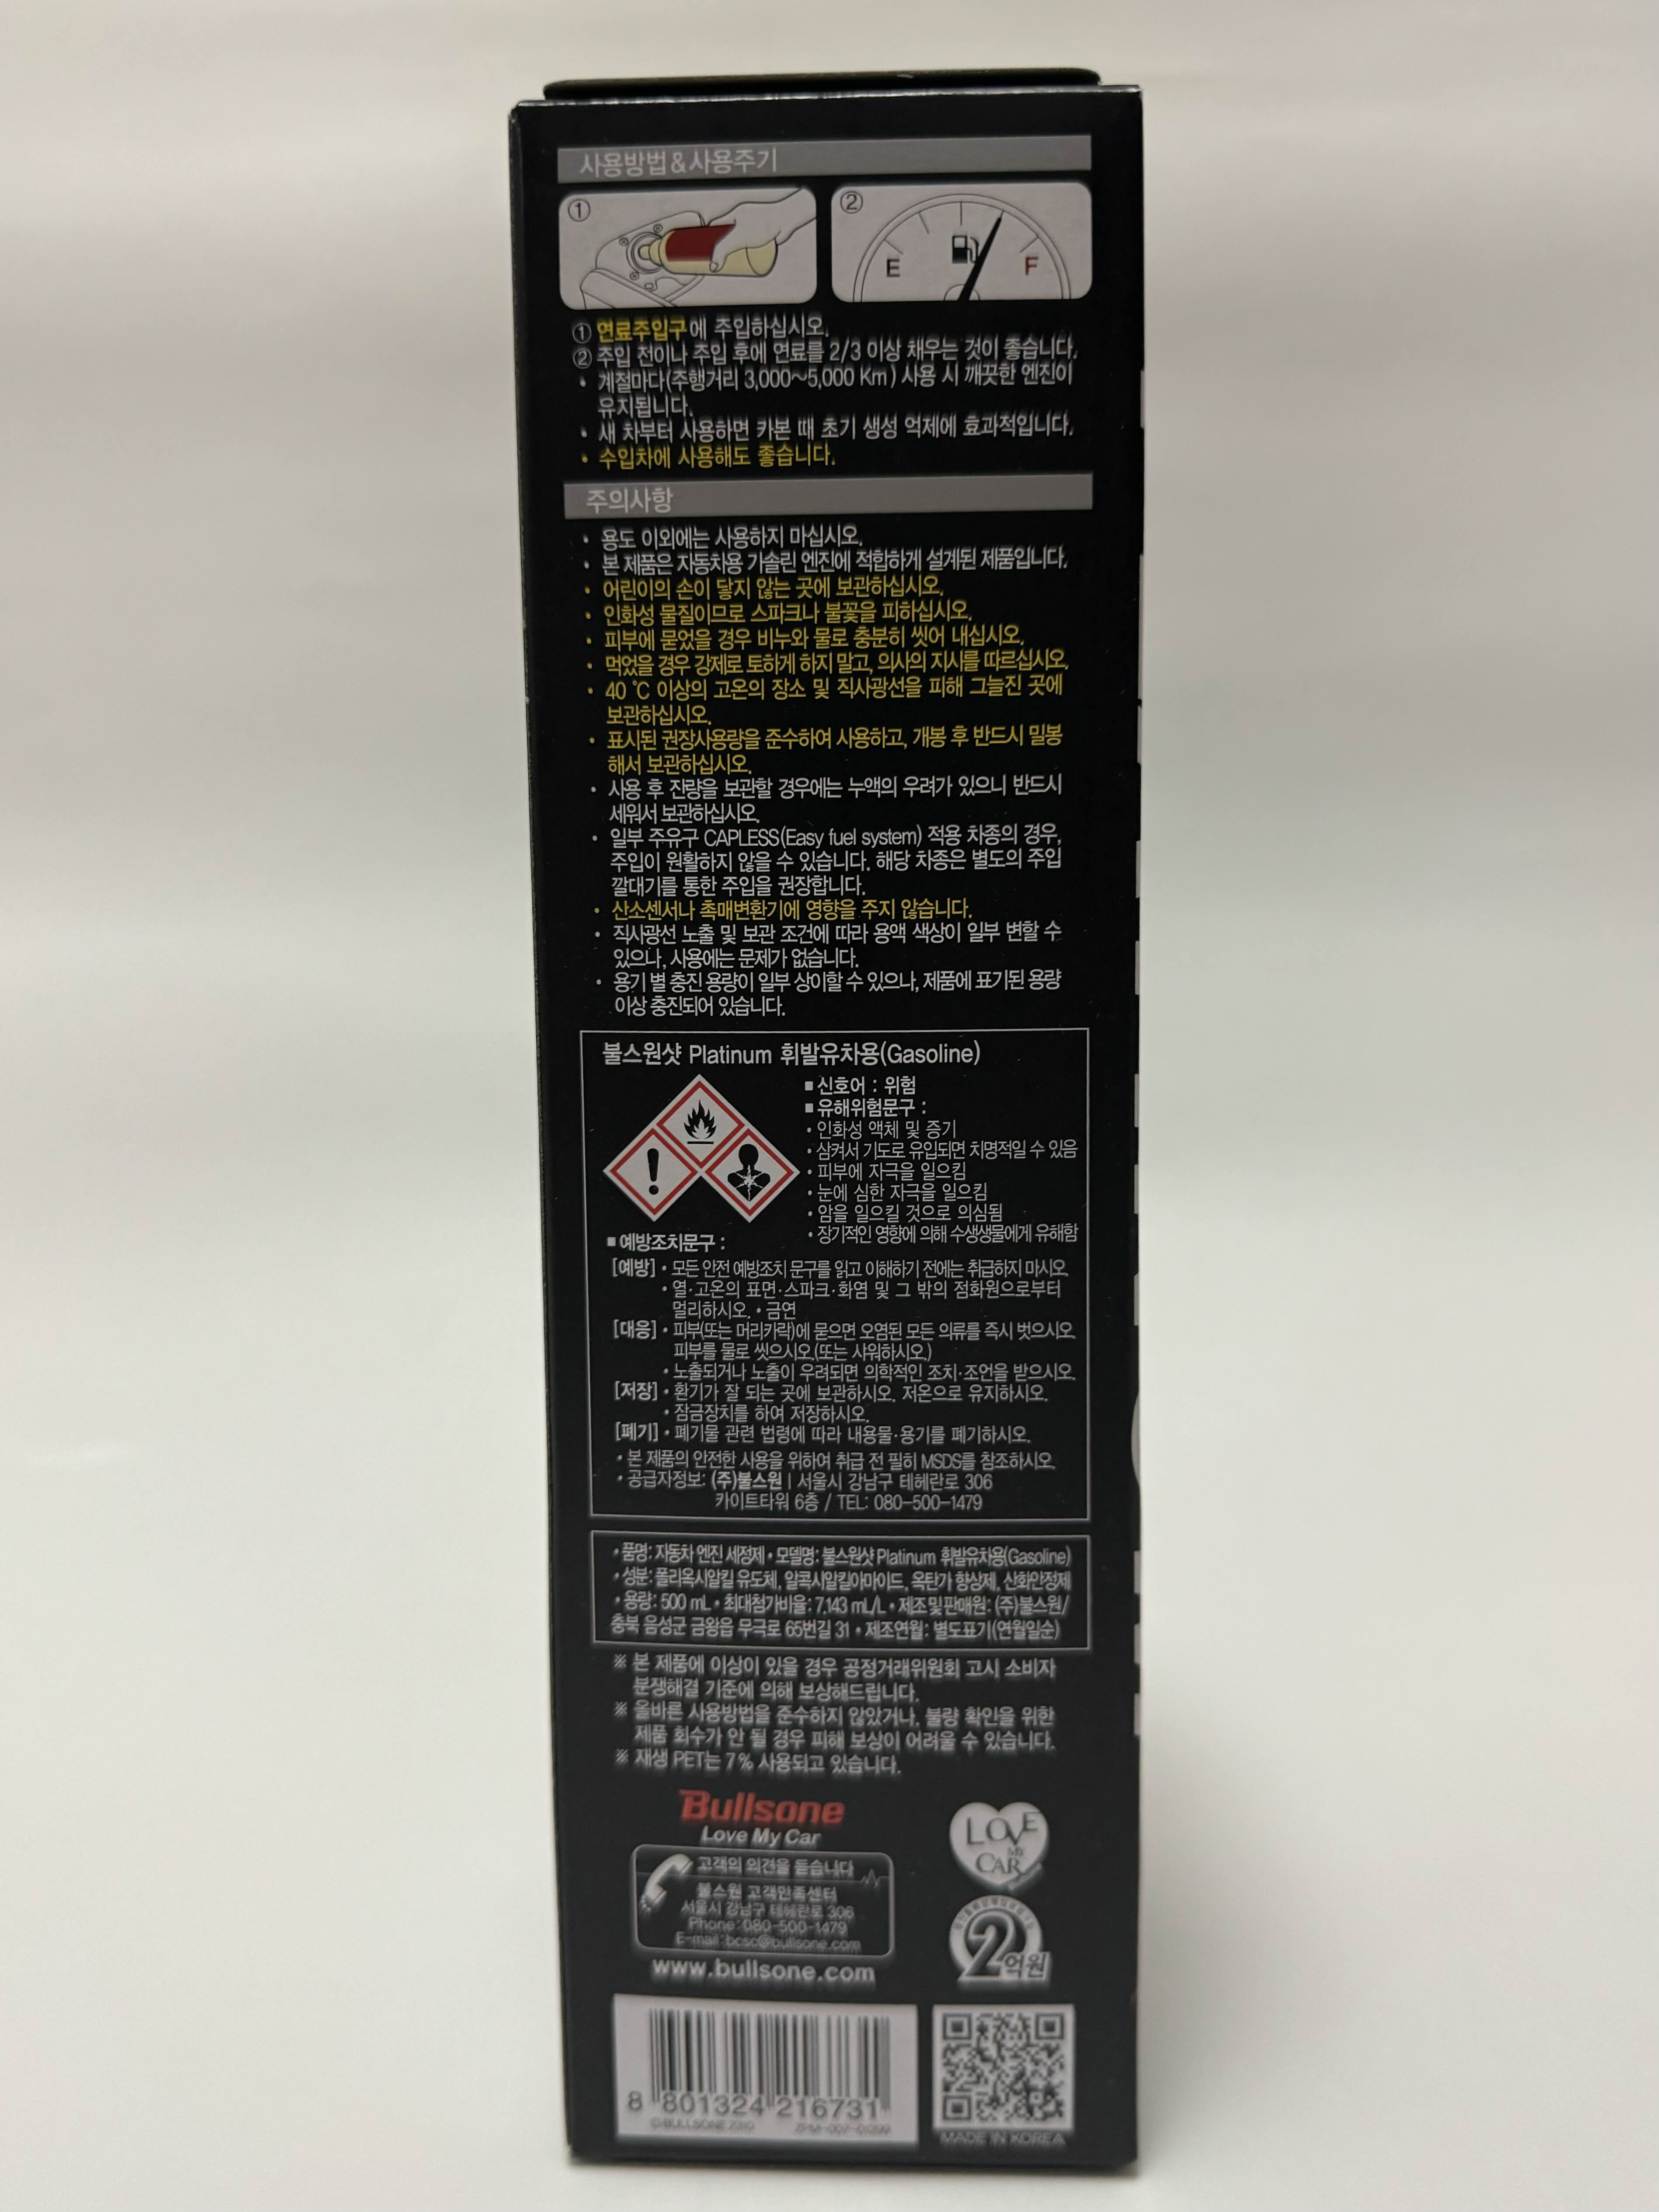 사용방법&사용주기
①
②
E
F
① 연료주입구에 주입하십시오.
② 주입 전이나 주입 후에 연료를 2/3 이상 채우는 것이 좋습니다.
• 계절마다(주행거리 3,000~5,000 Km) 사용 시 깨끗한 엔진이
유지됩니다.
• 새 차부터 사용하면 카본 때 초기 생성 억제에 효과적입니다.
• 수입차에 사용해도 좋습니다.
주의사항
• 용도 이외에는 사용하지 마십시오.
• 본 제품은 자동차용 가솔린 엔진에 적합하게 설계된 제품입니다.
• 어린이의 손이 닿지 않는 곳에 보관하십시오.
• 인화성 물질이므로 스파크나 불꽃을 피하십시오.
• 피부에 묻었을 경우 비누와 물로 충분히 씻어 내십시오.
• 먹었을 경우 강제로 토하게 하지 말고, 의사의 지시를 따르십시오.
• 40 ℃ 이상의 고온의 장소 및 직사광선을 피해 그늘진 곳에
보관하십시오.
• 표시된 권장사용량을 준수하여 사용하고, 개봉 후 반드시 밀봉
해서 보관하십시오.
• 사용 후 잔량을 보관할 경우에는 누액의 우려가 있으니 반드시
세워서 보관하십시오.
• 일부 주유구 CAPLESS(Easy fuel system) 적용 차종의 경우,
주입이 원활하지 않을 수 있습니다. 해당 차종은 별도의 주입
깔대기를 통한 주입을 권장합니다.
• 산소센서나 촉매변환기에 영향을 주지 않습니다.
• 직사광선 노출 및 보관 조건에 따라 용액 색상이 일부 변할 수
있으나, 사용에는 문제가 없습니다.
• 용기 별 충진 용량이 일부 상이할 수 있으나, 제품에 표기된 용량
이상 충진되어 있습니다.
불스원샷 Platinum 휘발유차용(Gasoline)
■ 신호어 : 위험
■ 유해위험문구 :
• 인화성 액체 및 증기
• 삼켜서 기도로 유입되면 치명적일 수 있음
• 피부에 자극을 일으킴
• 눈에 심한 자극을 일으킴
• 암을 일으킬 것으로 의심됨
• 장기적인 영향에 의해 수생생물에게 유해함
■ 예방조치문구 :
[예방] • 모든 안전 예방조치 문구를 읽고 이해하기 전에는 취급하지 마시오.
• 열·고온의 표면·스파크·화염 및 그 밖의 점화원으로부터
멀리하시오. • 금연
[대응] • 피부(또는 머리카락)에 묻으면 오염된 모든 의류를 즉시 벗으시오.
피부를 물로 씻으시오.(또는 샤워하시오.)
• 노출되거나 노출이 우려되면 의학적인 조치·조언을 받으시오.
[저장] • 환기가 잘 되는 곳에 보관하시오. 저온으로 유지하시오.
• 잠금장치를 하여 저장하시오.
[폐기] • 폐기물 관련 법령에 따라 내용물·용기를 폐기하시오.
• 본 제품의 안전한 사용을 위하여 취급 전 필히 MSDS를 참조하시오.
• 공급자정보: (주)불스원 | 서울시 강남구 테헤란로 306
카이트타워 6층 / TEL: 080-500-1479
• 품명: 자동차 엔진 세정제 • 모델명: 불스원샷 Platinum 휘발유차용(Gasoline)
• 성분: 폴리옥시알킬 유도체, 알콕시알킬아마이드, 옥탄가 향상제, 산화안정제
• 용량: 500 mL • 최대첨가비율: 7.143 mL/L • 제조및판매원: (주)불스원/
충북 음성군 금왕읍 무극로 65번길 31 • 제조연월: 별도표기(연월일순)
※ 본 제품에 이상이 있을 경우 공정거래위원회 고시 소비자
분쟁해결 기준에 의해 보상해드립니다.
※ 올바른 사용방법을 준수하지 않았거나, 불량 확인을 위한
제품 회수가 안 될 경우 피해 보상이 어려울 수 있습니다.
※ 재생 PET는 7% 사용되고 있습니다.
Bullsone
Love My Car
고객의 의견을 듣습니다
불스원 고객만족센터
서울시 강남구 테헤란로 306
Phone:080-500-1479
E-mail:bcsc@bullsone.com
www.bullsone.com
LOVE
MY
CAR
2억원
8 801324 216731
MADE IN KOREA